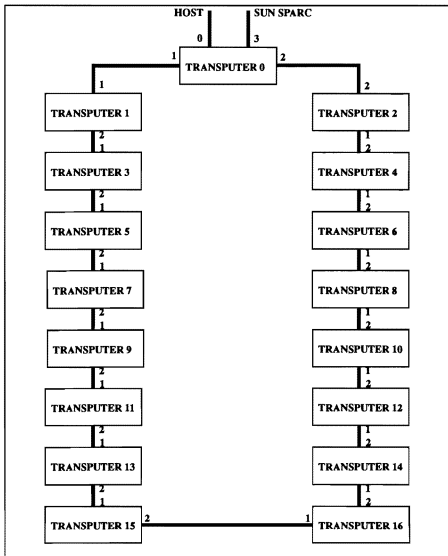 HOST SUN SPARC
0 3
1 TRANSPUTER 0 2
1 2
TRANSPUTER 1 TRANSPUTER 2
2 1
1 2
TRANSPUTER 3 TRANSPUTER 4
2 1
1 2
TRANSPUTER 5 TRANSPUTER 6
2 1
1 2
TRANSPUTER 7 TRANSPUTER 8
2 1
1 2
TRANSPUTER 9 TRANSPUTER 10
2 1
1 2
TRANSPUTER 11 TRANSPUTER 12
2 1
1 2
TRANSPUTER 13 TRANSPUTER 14
2 1
1 2
TRANSPUTER 15 2 1 TRANSPUTER 16